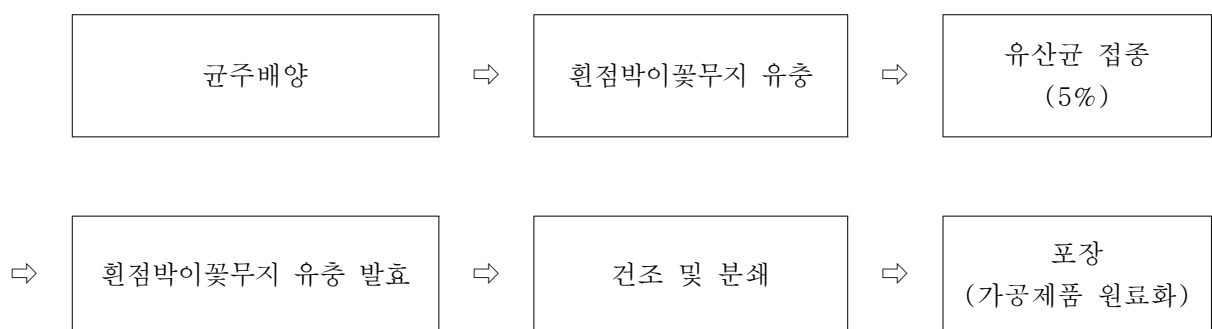 균주배양 ⇨ 흰점박이꽃무지 유충 ⇨ 유산균 접종
(5%)
⇨ 흰점박이꽃무지 유충 발효 ⇨ 건조 및 분쇄 ⇨ 포장
(가공제품 원료화)